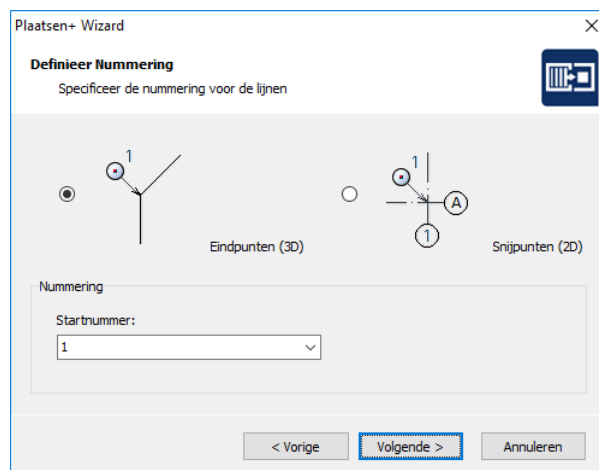 Plaatsen+ Wizard
Definieer Nummering
Specificeer de nummering voor de lijnen
1
Eindpunten (3D)
1
A
1
Snijpunten (2D)
Nummering
Startnummer:
1
< Vorige
Volgende >
Annuleren